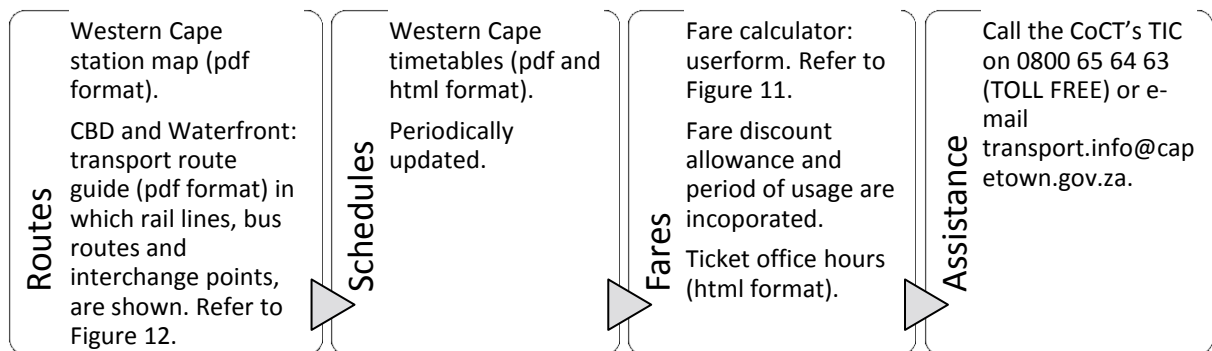 Routes
Western Cape
station map (pdf
format).
CBD and Waterfront:
transport route
guide (pdf format) in
which rail lines, bus
routes and
interchange points,
are shown. Refer to
Figure 12.
Schedules
Western Cape
timetables (pdf and
html format).
Periodically
updated.
Fares
Fare calculator:
userform. Refer to
Figure 11.
Fare discount
allowance and
period of usage are
incoporated.
Ticket office hours
(html format).
Assistance
Call the CoCT’s TIC
on 0800 65 64 63
(TOLL FREE) or e-
mail
transport.info@cap
etown.gov.za.